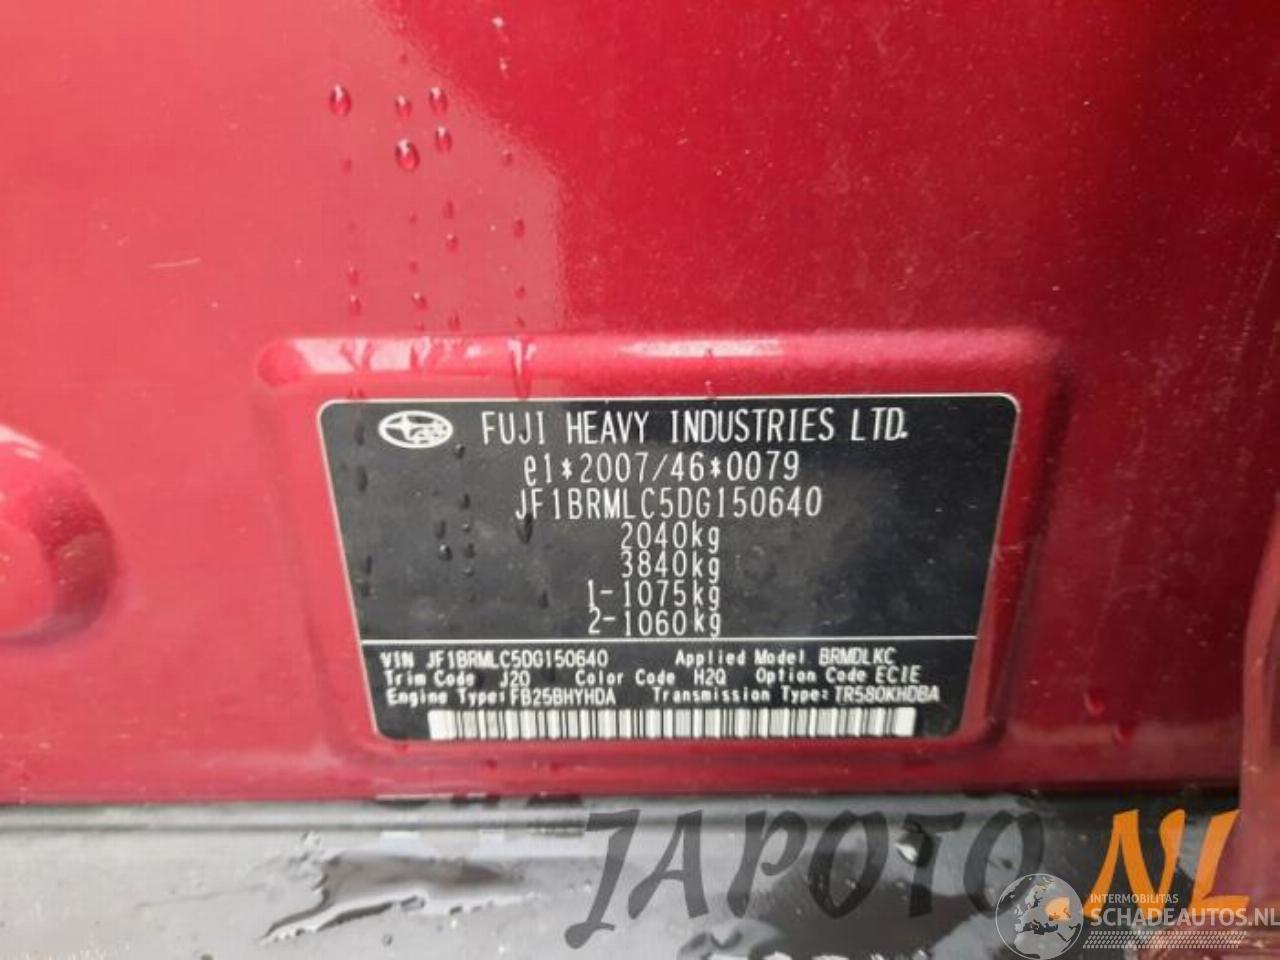 FUJI HEAVY INDUSTRIES LTD.
e1*2007/46*0079
JF1BRMLC5DG150640
2040kg
3840kg
1-1075kg
2-1060kg
VIN JF1BRMLC5DG150640 Applied Model BRMDLKC
Trim Code J20 Color Code H2Q Option Code ECIE
Engine Type: FB25BHYHDA Transmission Type: TR580KHDBA
JAPOTO.NL
INTERMOBILITAS
SCHADEAUTOS.NL